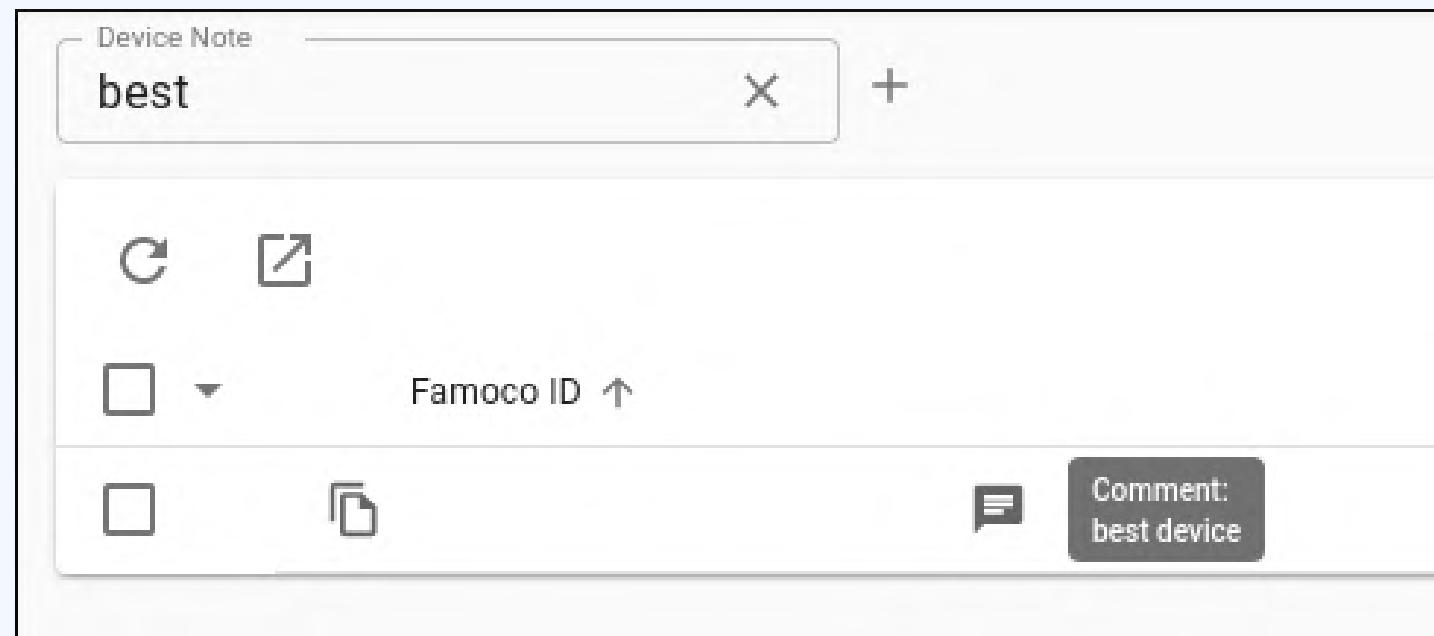 Device Note
best
Famoco ID
Comment:
best device